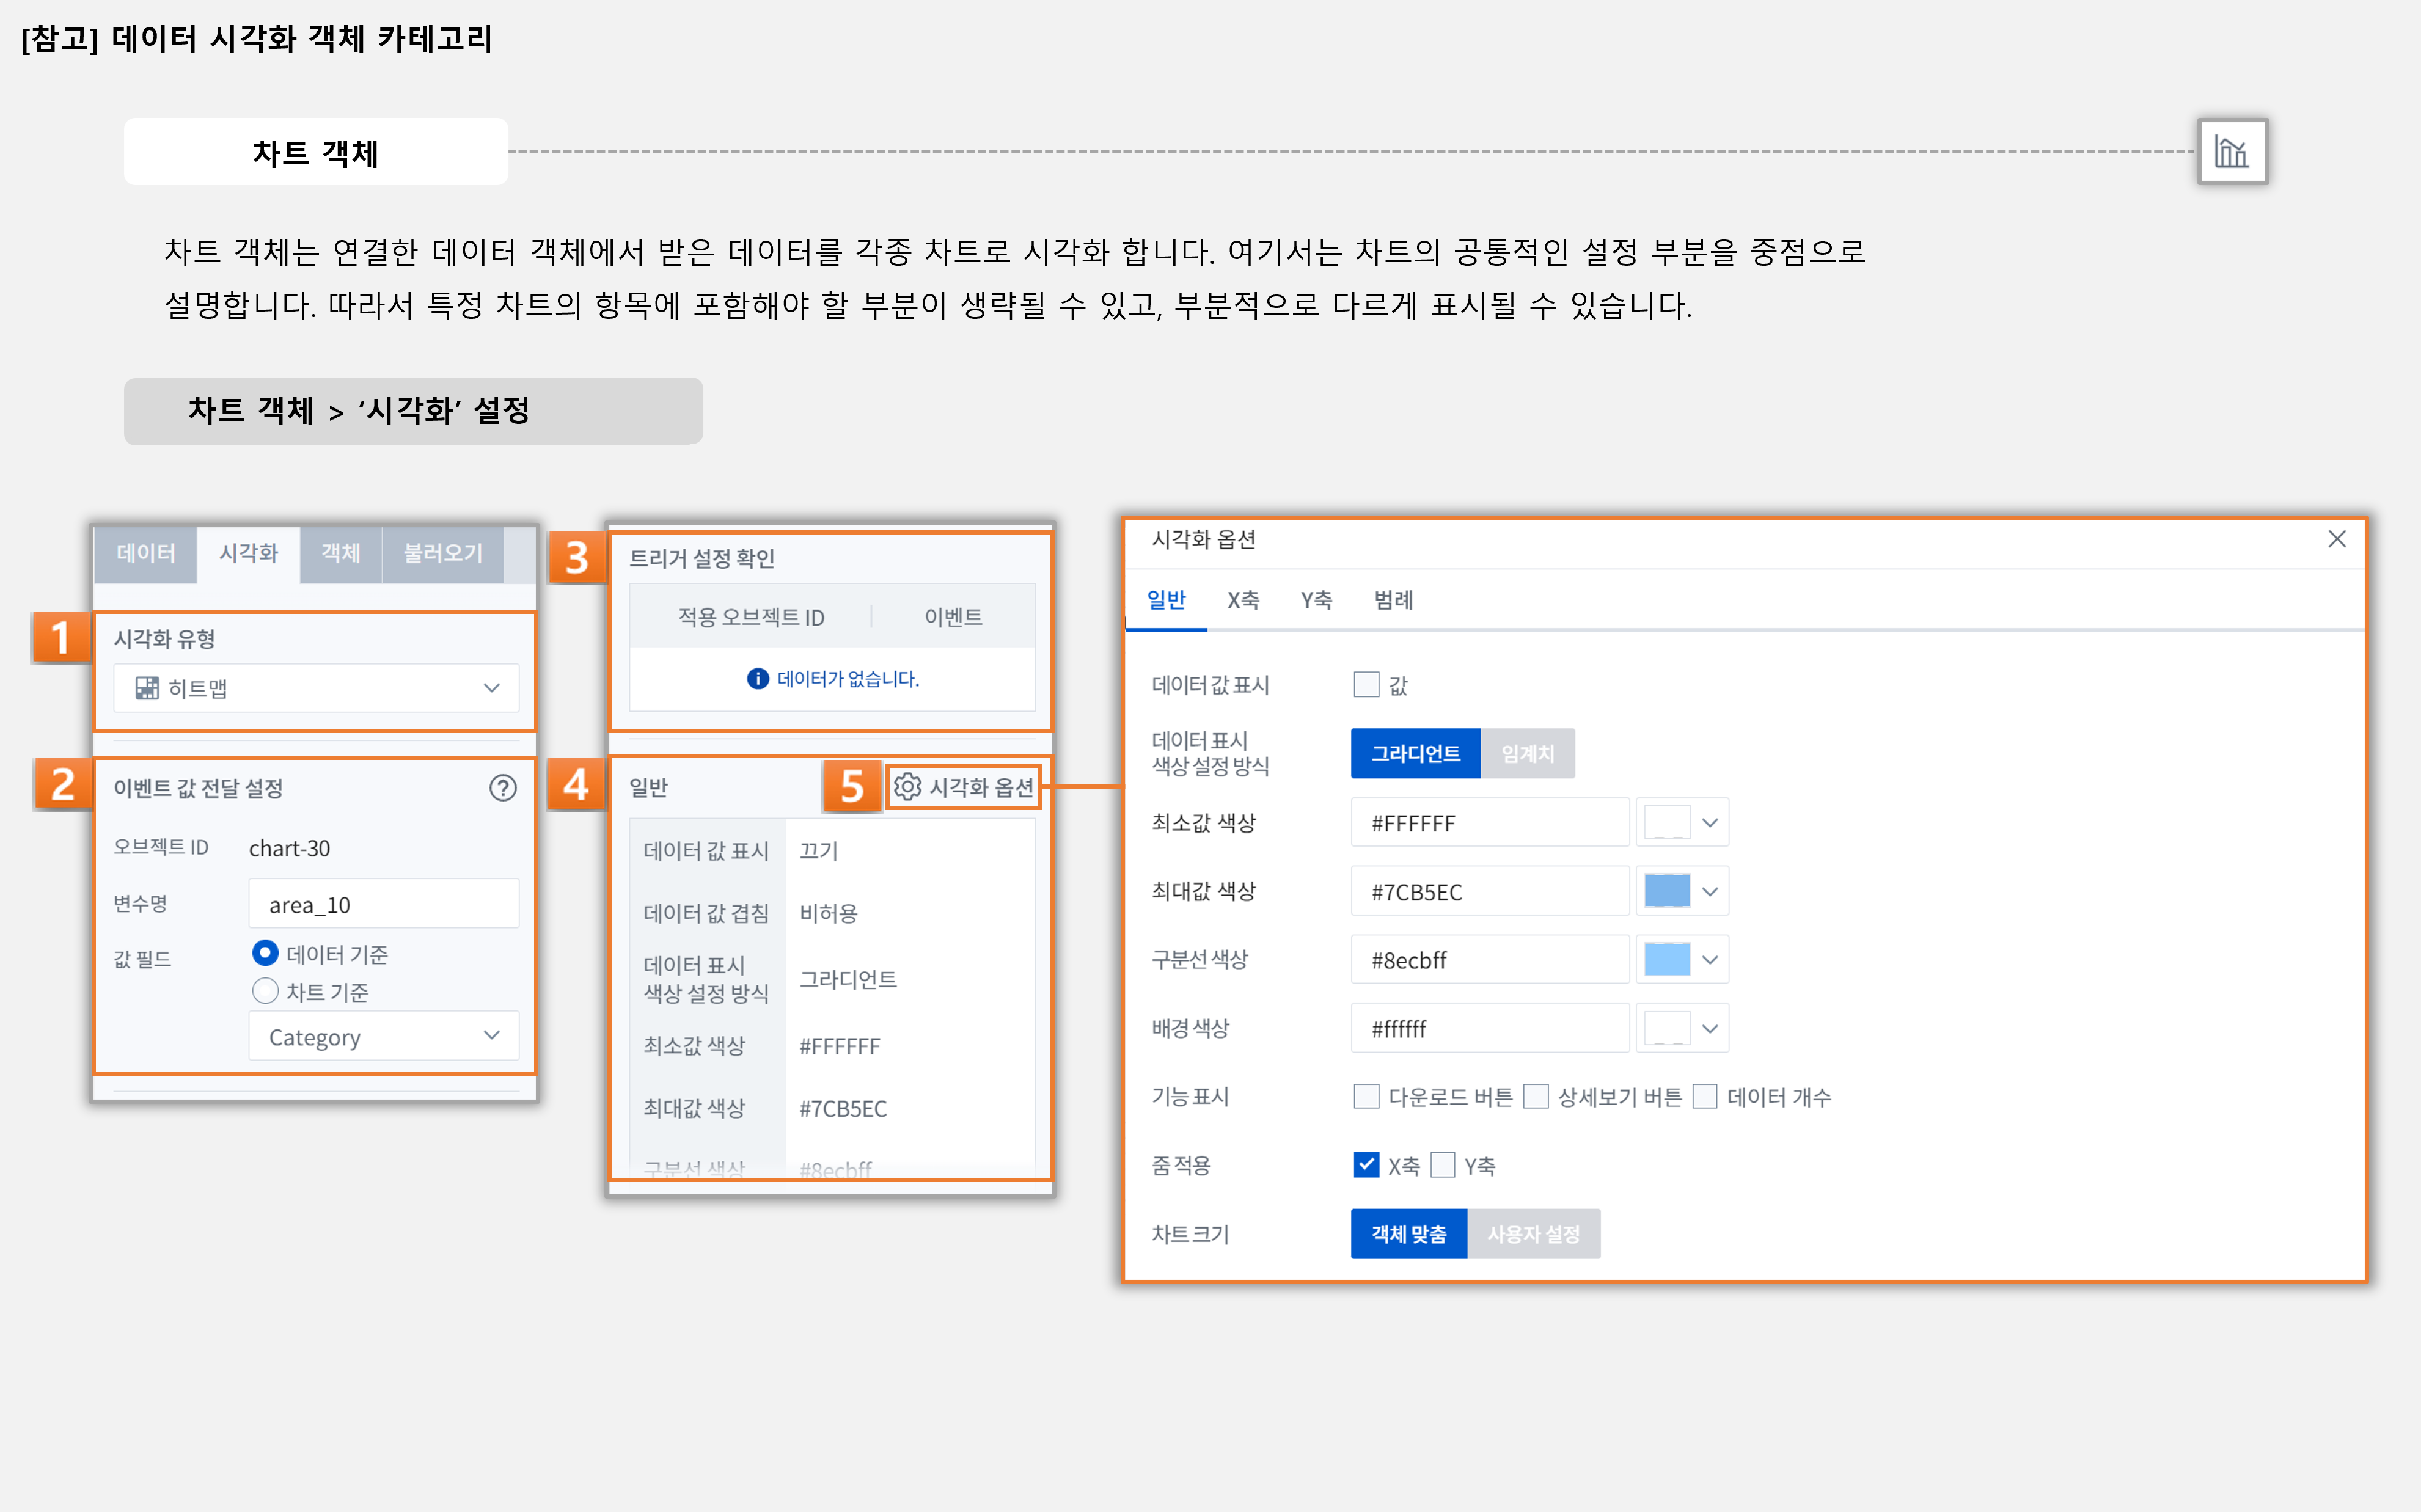 [참고] 데이터 시각화 객체 카테고리
차트 객체
차트 객체는 연결한 데이터 객체에서 받은 데이터를 각종 차트로 시각화 합니다. 여기서는 차트의 공통적인 설정 부분을 중점으로
설명합니다. 따라서 특정 차트의 항목에 포함해야 할 부분이 생략될 수 있고, 부분적으로 다르게 표시될 수 있습니다.
차트 객체 > ‘시각화’ 설정
데이터 시각화 객체 불러오기
1
시각화 유형
히트맵
2
이벤트 값 전달 설정 ?
오브젝트 ID chart-30
변수명 area_10
값 필드 데이터 기준
차트 기준
Category
3
트리거 설정 확인
적용 오브젝트 ID 이벤트
데이터가 없습니다.
4
일반 5 시각화 옵션
데이터 값 표시 끄기
데이터 값 겹침 비허용
데이터 표시
색상 설정 방식 그라디언트
최소값 색상 #FFFFFF
최대값 색상 #7CB5EC
구분선 색상 #8ecbff
시각화 옵션
일반 X축 Y축 범례
데이터 값 표시 값
데이터 표시
색상 설정 방식 그라디언트 임계치
최소값 색상 #FFFFFF
최대값 색상 #7CB5EC
구분선 색상 #8ecbff
배경 색상 #ffffff
기능 표시 다운로드 버튼 상세보기 버튼 데이터 개수
줌 적용 X축 Y축
차트 크기 객체 맞춤 사용자 설정